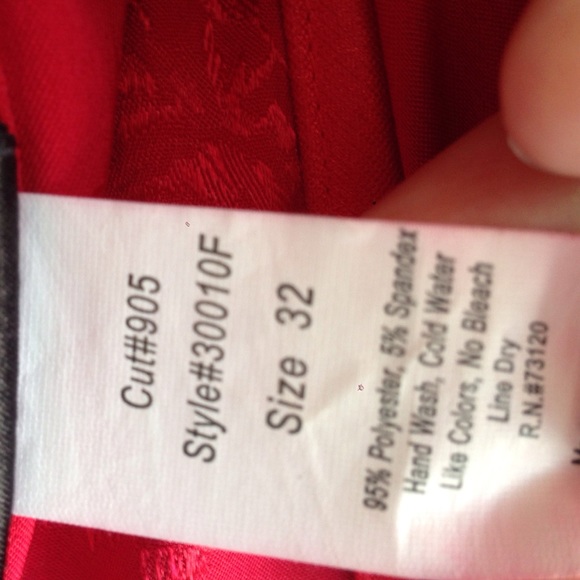 Cut#905
Style#30010F
Size 32
95% Polyester, 5% Spandex
Hand Wash, Cold Water
Like Colors, No Bleach
Line Dry
R.N.#73120